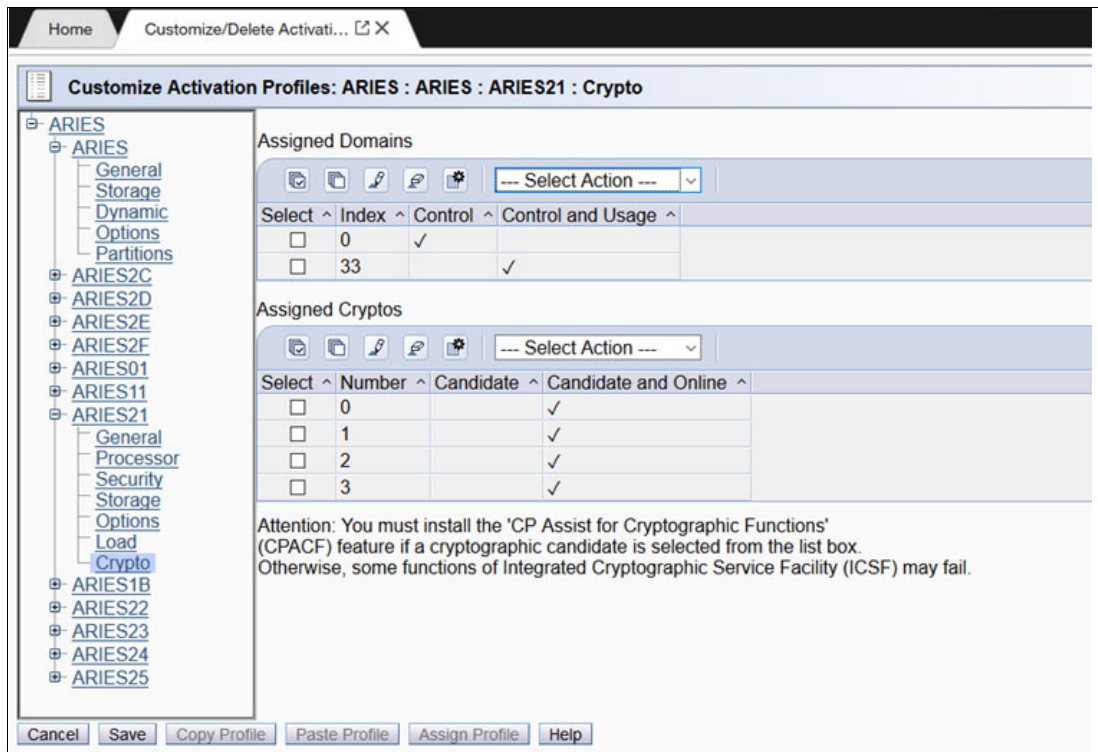 Home
Customize/Delete Activati...
Customize Activation Profiles: ARIES : ARIES : ARIES21 : Crypto
ARIES
ARIES
General
Storage
Dynamic
Options
Partitions
ARIES2C
ARIES2D
ARIES2E
ARIES2F
ARIES01
ARIES11
ARIES21
General
Processor
Security
Storage
Options
Load
Crypto
ARIES1B
ARIES22
ARIES23
ARIES24
ARIES25
Assigned Domains
--- Select Action ---
Select ^ Index ^ Control ^ Control and Usage ^
0 ✓
33 ✓
Assigned Cryptos
--- Select Action ---
Select ^ Number ^ Candidate ^ Candidate and Online ^
0 ✓
1 ✓
2 ✓
3 ✓
Attention: You must install the 'CP Assist for Cryptographic Functions'
(CPACF) feature if a cryptographic candidate is selected from the list box.
Otherwise, some functions of Integrated Cryptographic Service Facility (ICSF) may fail.
Cancel Save Copy Profile Paste Profile Assign Profile Help